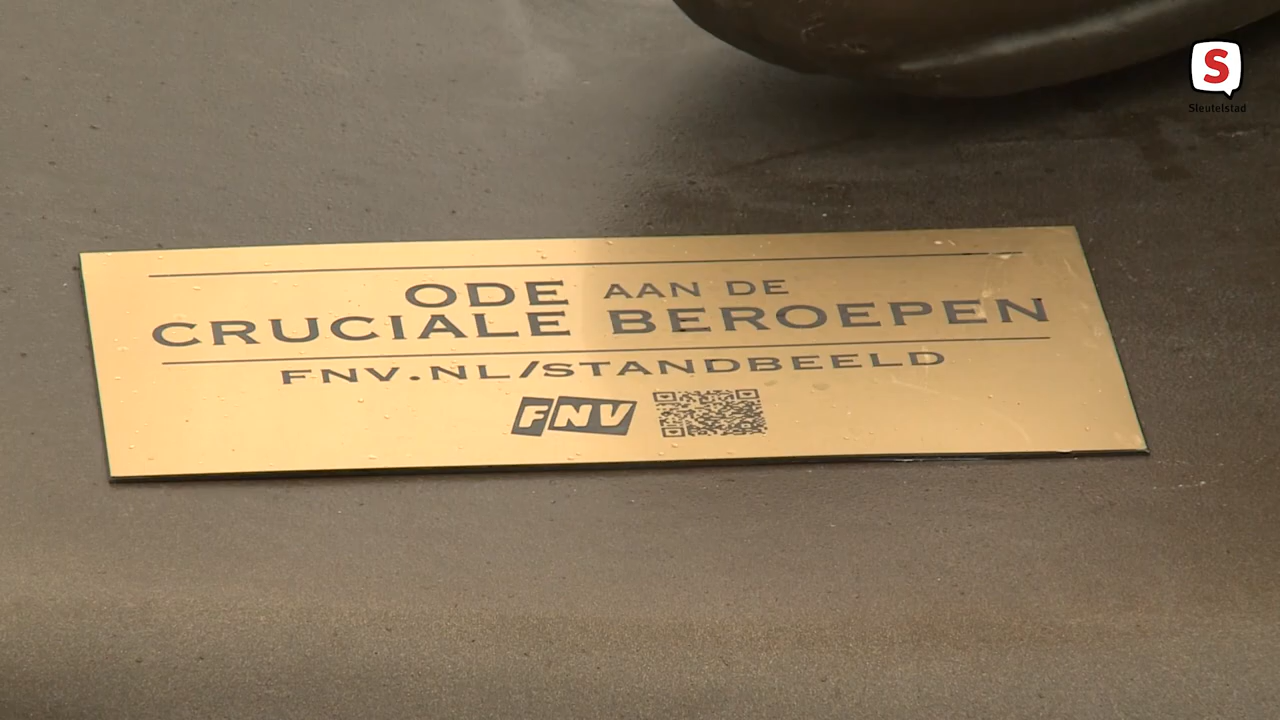 S
Sleutelstad
ODE AAN DE
CRUCIALE BEROEPEN
FNV.NL/STANDBEELD
FNV